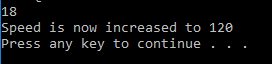 18
Speed is now increased to 120
Press any key to continue . . .